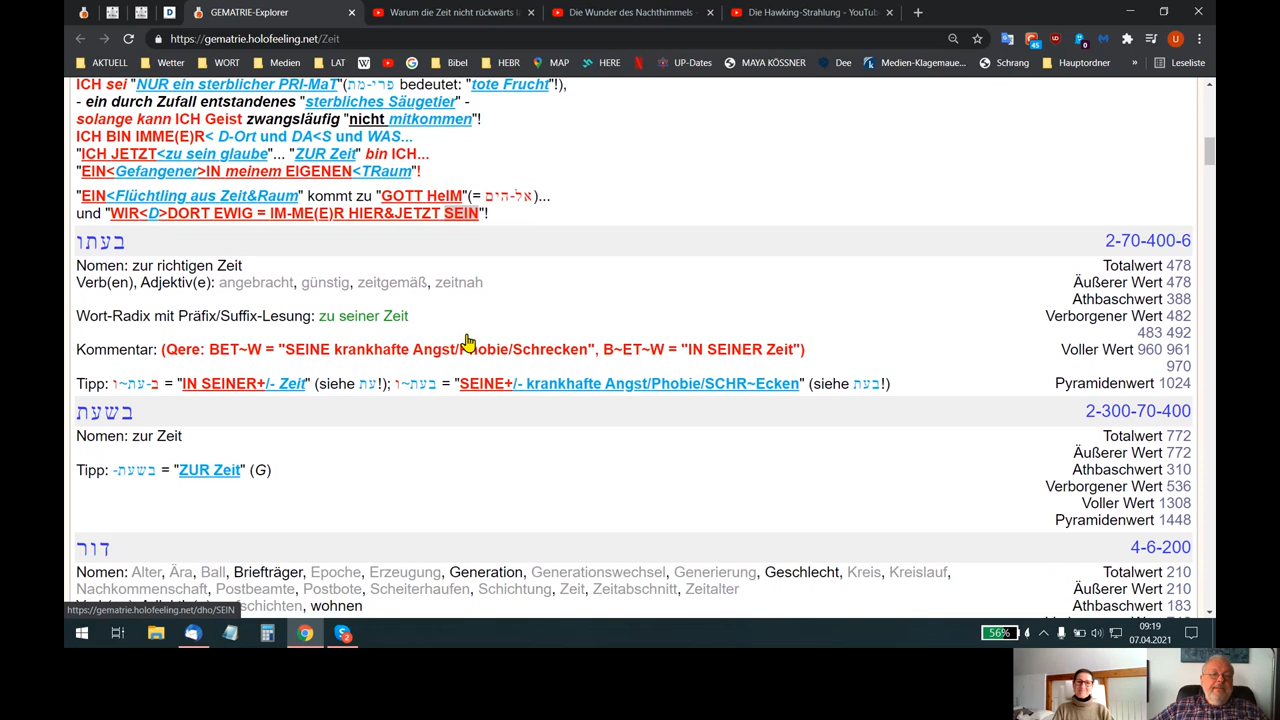 GEMATRIE-Explorer
Warum die Zeit nicht rückwärts l
Die Wunder des Nachthimmels -
Die Hawking-Strahlung - YouTube
https://gematrie.holofeeling.net/Zeit
AKTUELL Wetter WORT Medien LAT Bibel HEBR MAP HERE UP-Dates MAYA KÖSSNER Dee Medien-Klagemaue... Schrang Hauptordner » Leseliste
ICH sei "NUR ein sterblicher PRI-MaT"(פרי-מת bedeutet: "tote Frucht"!),
- ein durch Zufall entstandenes "sterbliches Säugetier" -
solange kann ICH Geist zwangsläufig "nicht mitkommen"!
ICH BIN IMME(E)R< D-Ort und DA<S und WAS...
"ICH JETZT<zu sein glaube"... "ZUR Zeit" bin ICH...
"EIN<Gefangener>IN meinem EIGENEN<TRaum"!
"EIN<Flüchtling aus Zeit&Raum" kommt zu "GOTT HeIM"(= אל-הים)...
und "WIR<D>DORT EWIG = IM-ME(E)R HIER&JETZT SEIN"!
בעתו 2-70-400-6
Nomen: zur richtigen Zeit Totalwert 478
Verb(en), Adjektiv(e): angebracht, günstig, zeitgemäß, zeitnah Äußerer Wert 478
Athbaschwert 388
Wort-Radix mit Präfix/Suffix-Lesung: zu seiner Zeit Verborgener Wert 482
483 492
Kommentar: (Qere: BET~W = "SEINE krankhafte Angst/Phobie/Schrecken", B~ET~W = "IN SEINER Zeit") Voller Wert 960 961
970
Tipp: ב-עת~ו = "IN SEINER+/- Zeit" (siehe עת!); בעת~ו = "SEINE+/- krankhafte Angst/Phobie/SCHR~Ecken" (siehe בעת!) Pyramidenwert 1024
בשעת 2-300-70-400
Nomen: zur Zeit Totalwert 772
Äußerer Wert 772
Tipp: בשעת- = "ZUR Zeit" (G) Athbaschwert 310
Verborgener Wert 536
Voller Wert 1308
Pyramidenwert 1448
דור 4-6-200
Nomen: Alter, Ära, Ball, Briefträger, Epoche, Erzeugung, Generation, Generationswechsel, Generierung, Geschlecht, Kreis, Kreislauf, Totalwert 210
Nachkommenschaft, Postbeamte, Postbote, Scheiterhaufen, Schichtung, Zeit, Zeitabschnitt, Zeitalter Äußerer Wert 210
schichten, wohnen Athbaschwert 183
https://gematrie.holofeeling.net/dho/SEIN
56% 09:19
07.04.2021